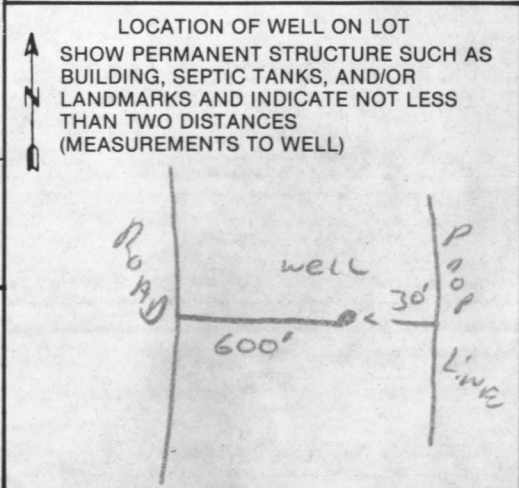 LOCATION OF WELL ON LOT
SHOW PERMANENT STRUCTURE SUCH AS
BUILDING, SEPTIC TANKS, AND/OR
N LANDMARKS AND INDICATE NOT LESS
THAN TWO DISTANCES
(MEASUREMENTS TO WELL)
ROAD
well
600'
30'
PROP
LiNE